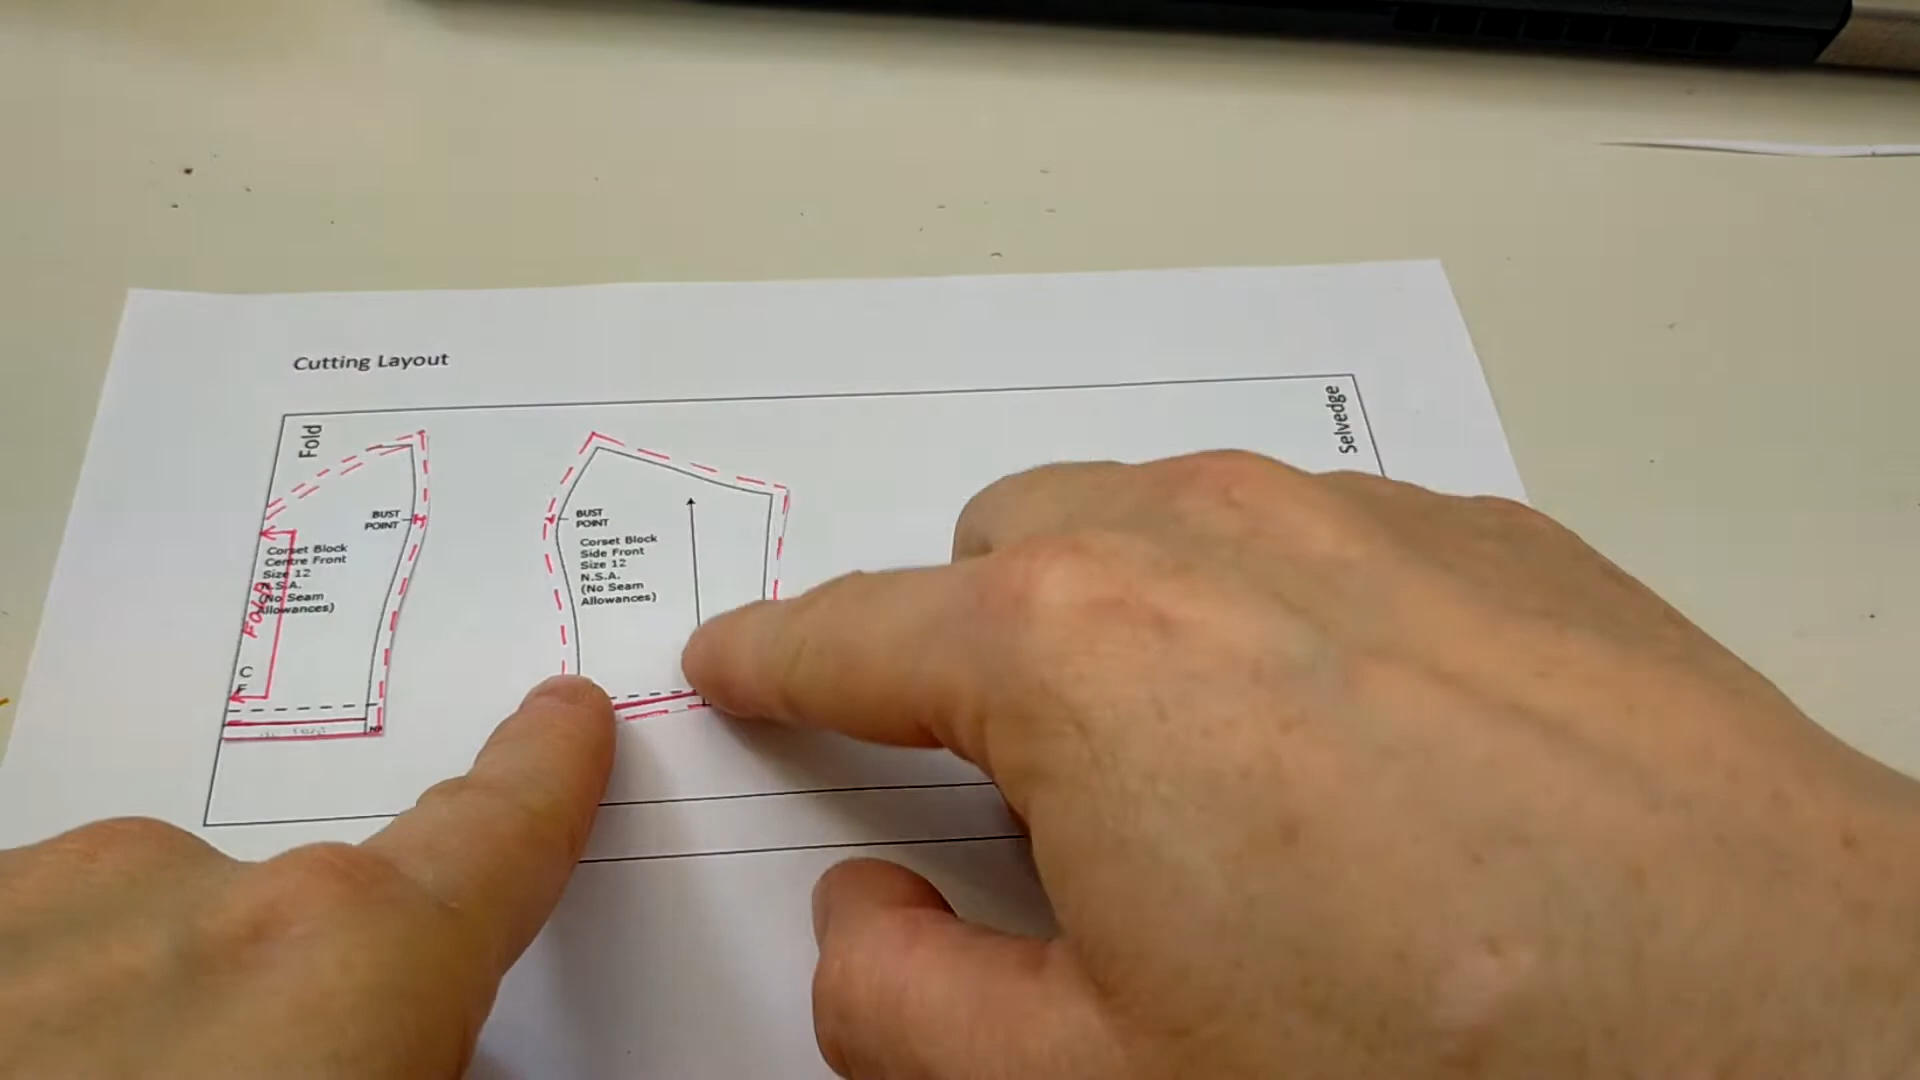 Cutting Layout
Fold
Selvedge
BUST
POINT
Corset Block
Centre Front
Size 12
N.S.A.
(No Seam
Allowances)
FOLD
C
F
BUST
POINT
Corset Block
Side Front
Size 12
N.S.A.
(No Seam
Allowances)